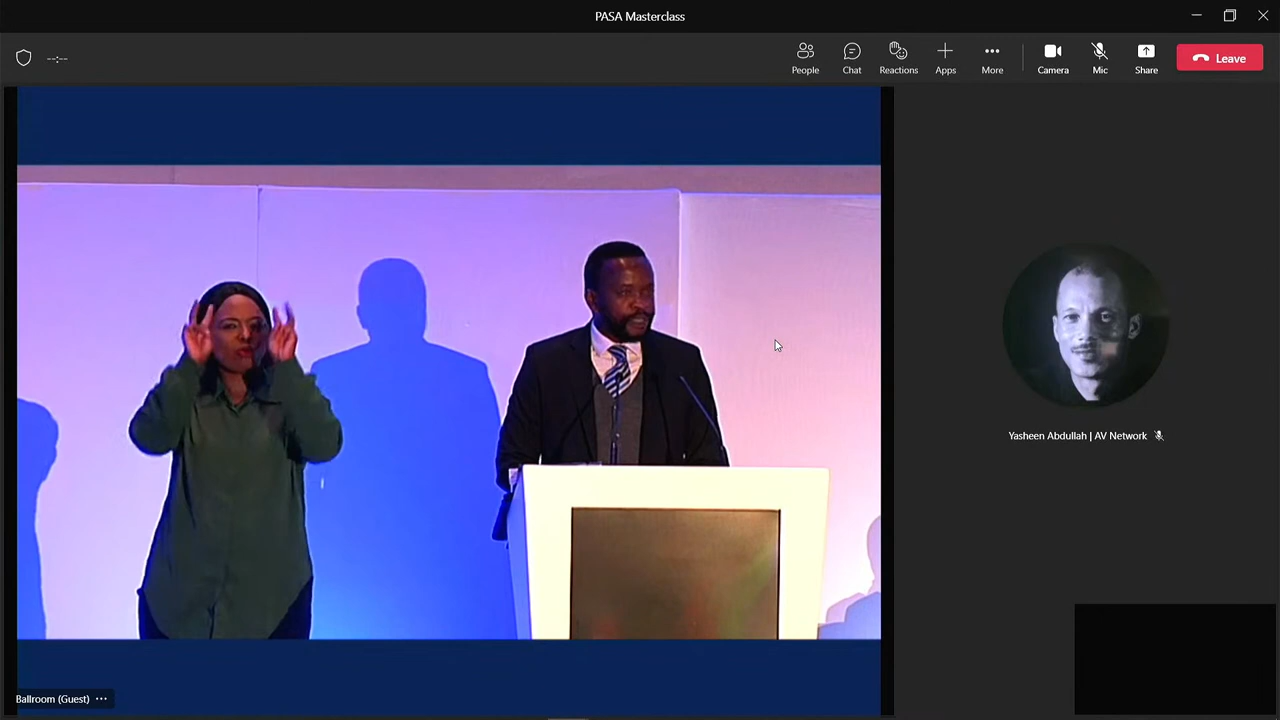 PASA Masterclass
--:--
People
Chat
Reactions
Apps
More
Camera
Mic
Share
Leave
Yasheen Abdullah | AV Network
Ballroom (Guest)